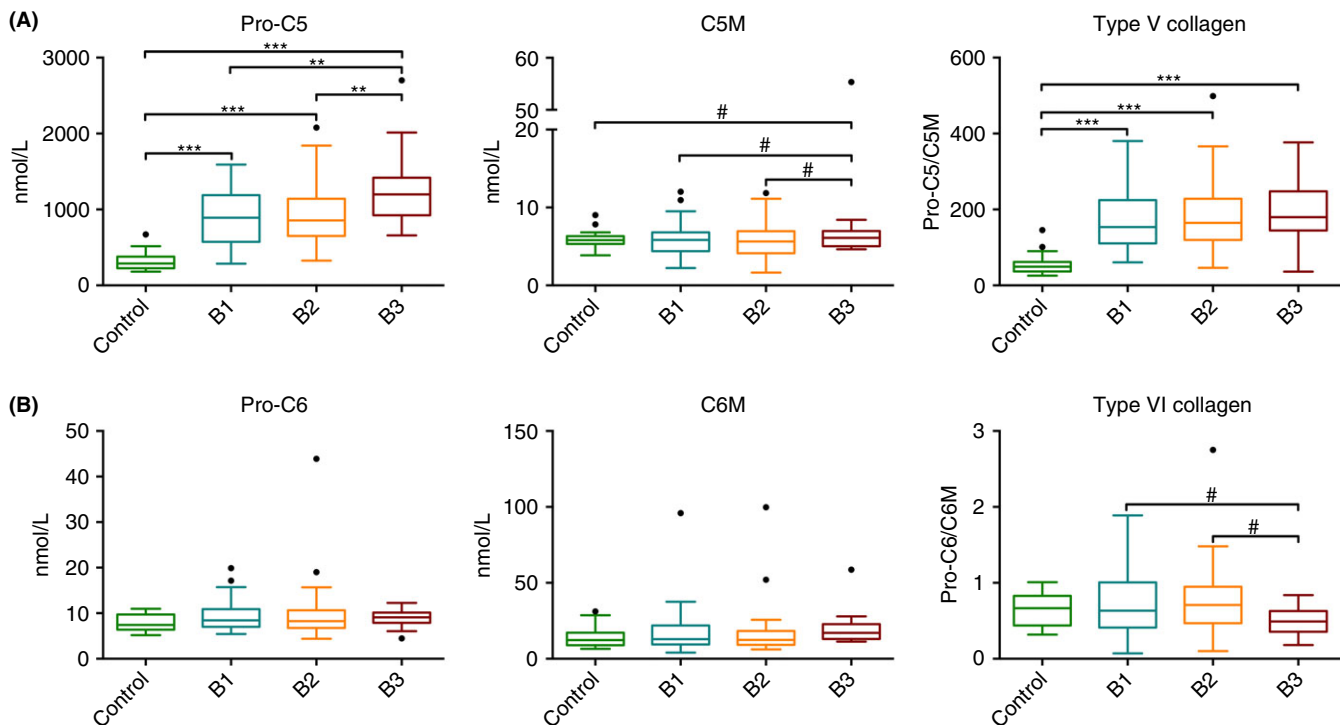 (A)
Pro-C5
C5M
Type V collagen
nmol/L
3000
2000
1000
0
***
**
**
***
***
Control
B1
B2
B3
nmol/L
60
50
20
10
0
#
#
#
Control
B1
B2
B3
Pro-C5/C5M
600
400
200
0
***
***
***
Control
B1
B2
B3
(B)
Pro-C6
C6M
Type VI collagen
nmol/L
50
40
30
20
10
0
Control
B1
B2
B3
nmol/L
150
100
50
0
Control
B1
B2
B3
Pro-C6/C6M
3
2
1
0
#
#
Control
B1
B2
B3